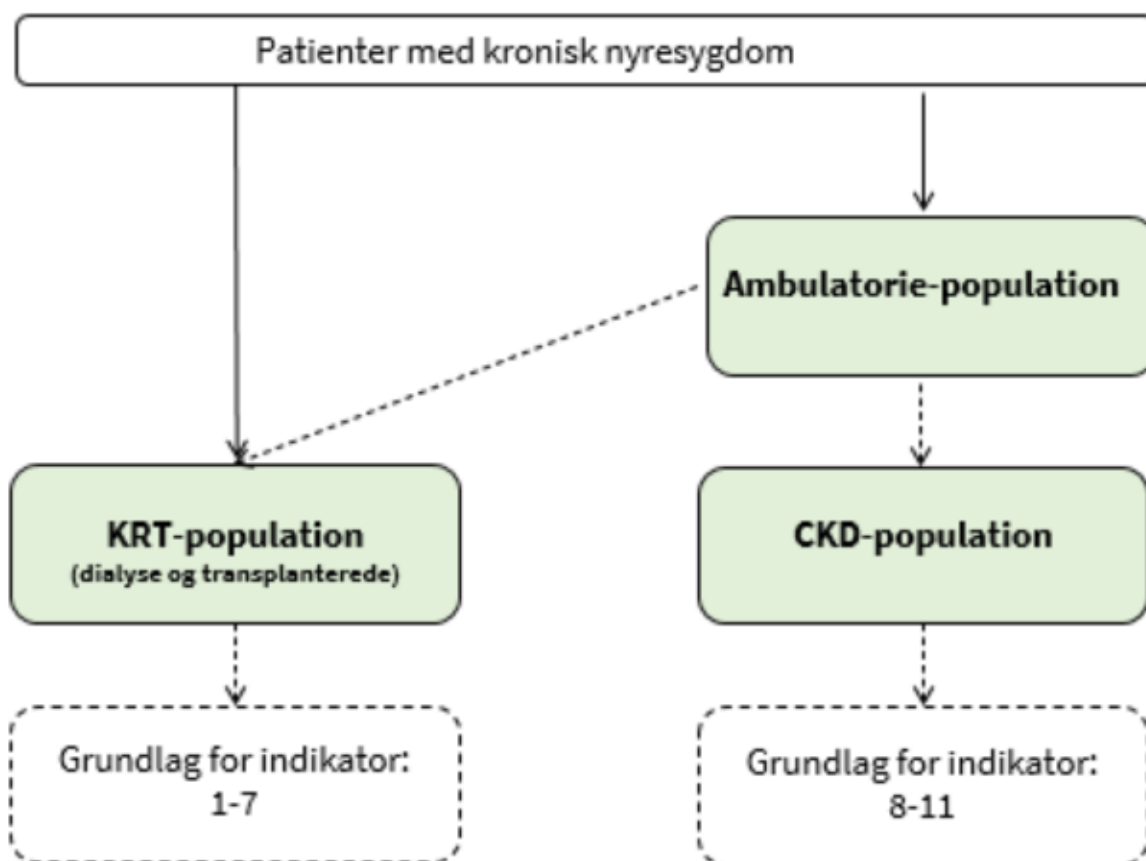 Patienter med kronisk nyresygdom
Ambulatorie-population
KRT-population
(dialyse og transplanterede)
CKD-population
Grundlag for indikator:
1-7
Grundlag for indikator:
8-11